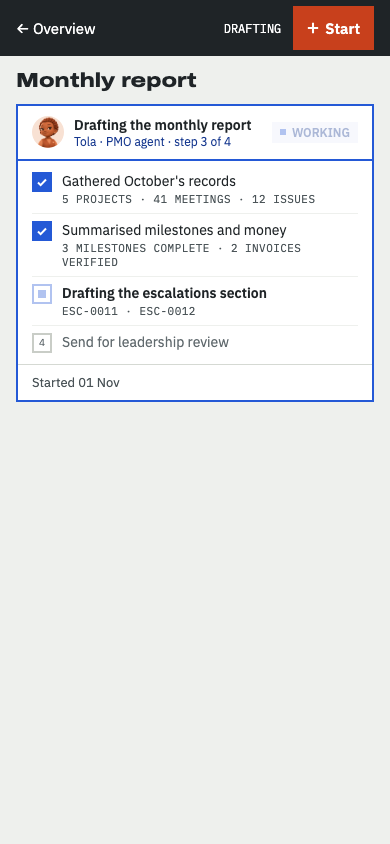 ← Overview
DRAFTING
+ Start
Monthly report
Drafting the monthly report
Tola · PMO agent · step 3 of 4
WORKING
Gathered October's records
5 PROJECTS · 41 MEETINGS · 12 ISSUES
Summarised milestones and money
3 MILESTONES COMPLETE · 2 INVOICES
VERIFIED
Drafting the escalations section
ESC-0011 · ESC-0012
4
Send for leadership review
Started 01 Nov